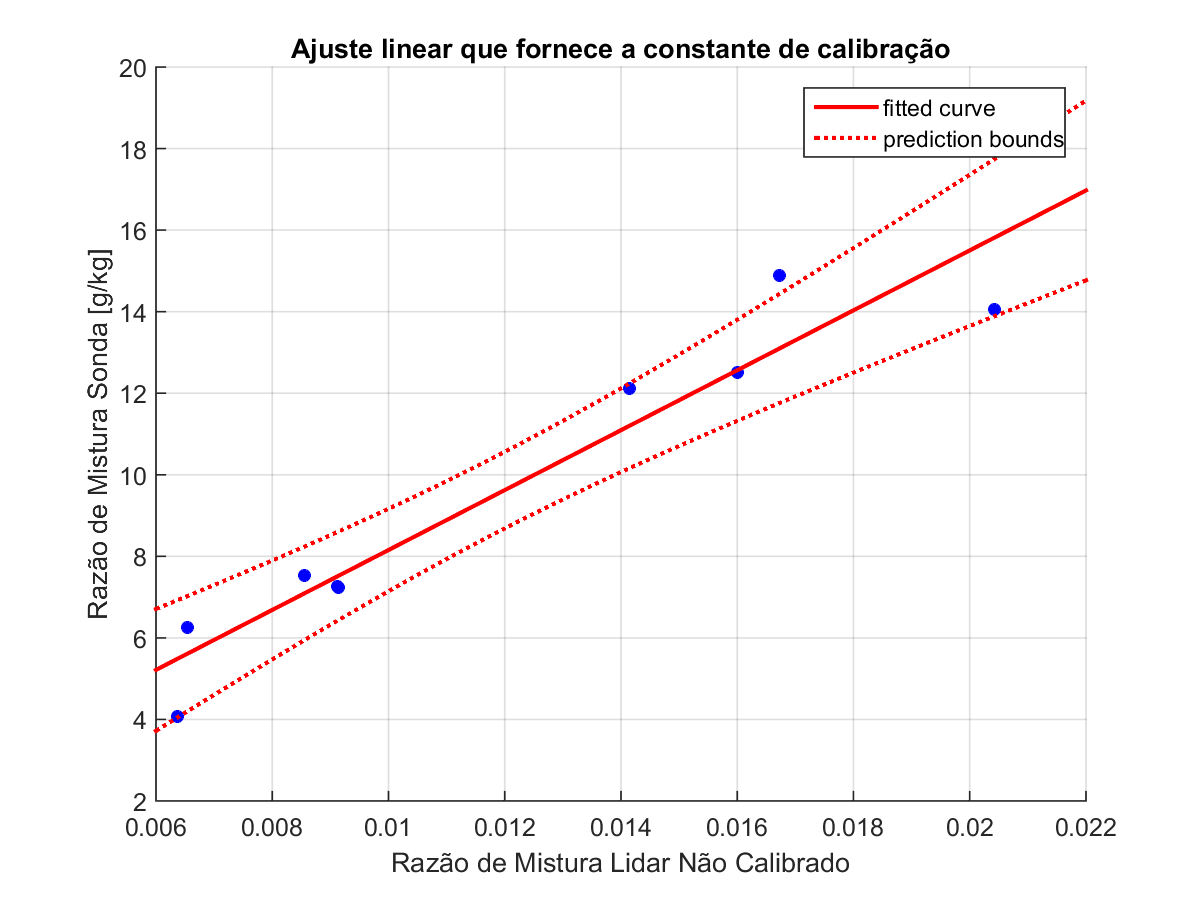 Ajuste linear que fornece a constante de calibração
fitted curve
prediction bounds
Razão de Mistura Sonda [g/kg]
20
18
16
14
12
10
8
6
4
2
0.006 0.008 0.01 0.012 0.014 0.016 0.018 0.02 0.022
Razão de Mistura Lidar Não Calibrado